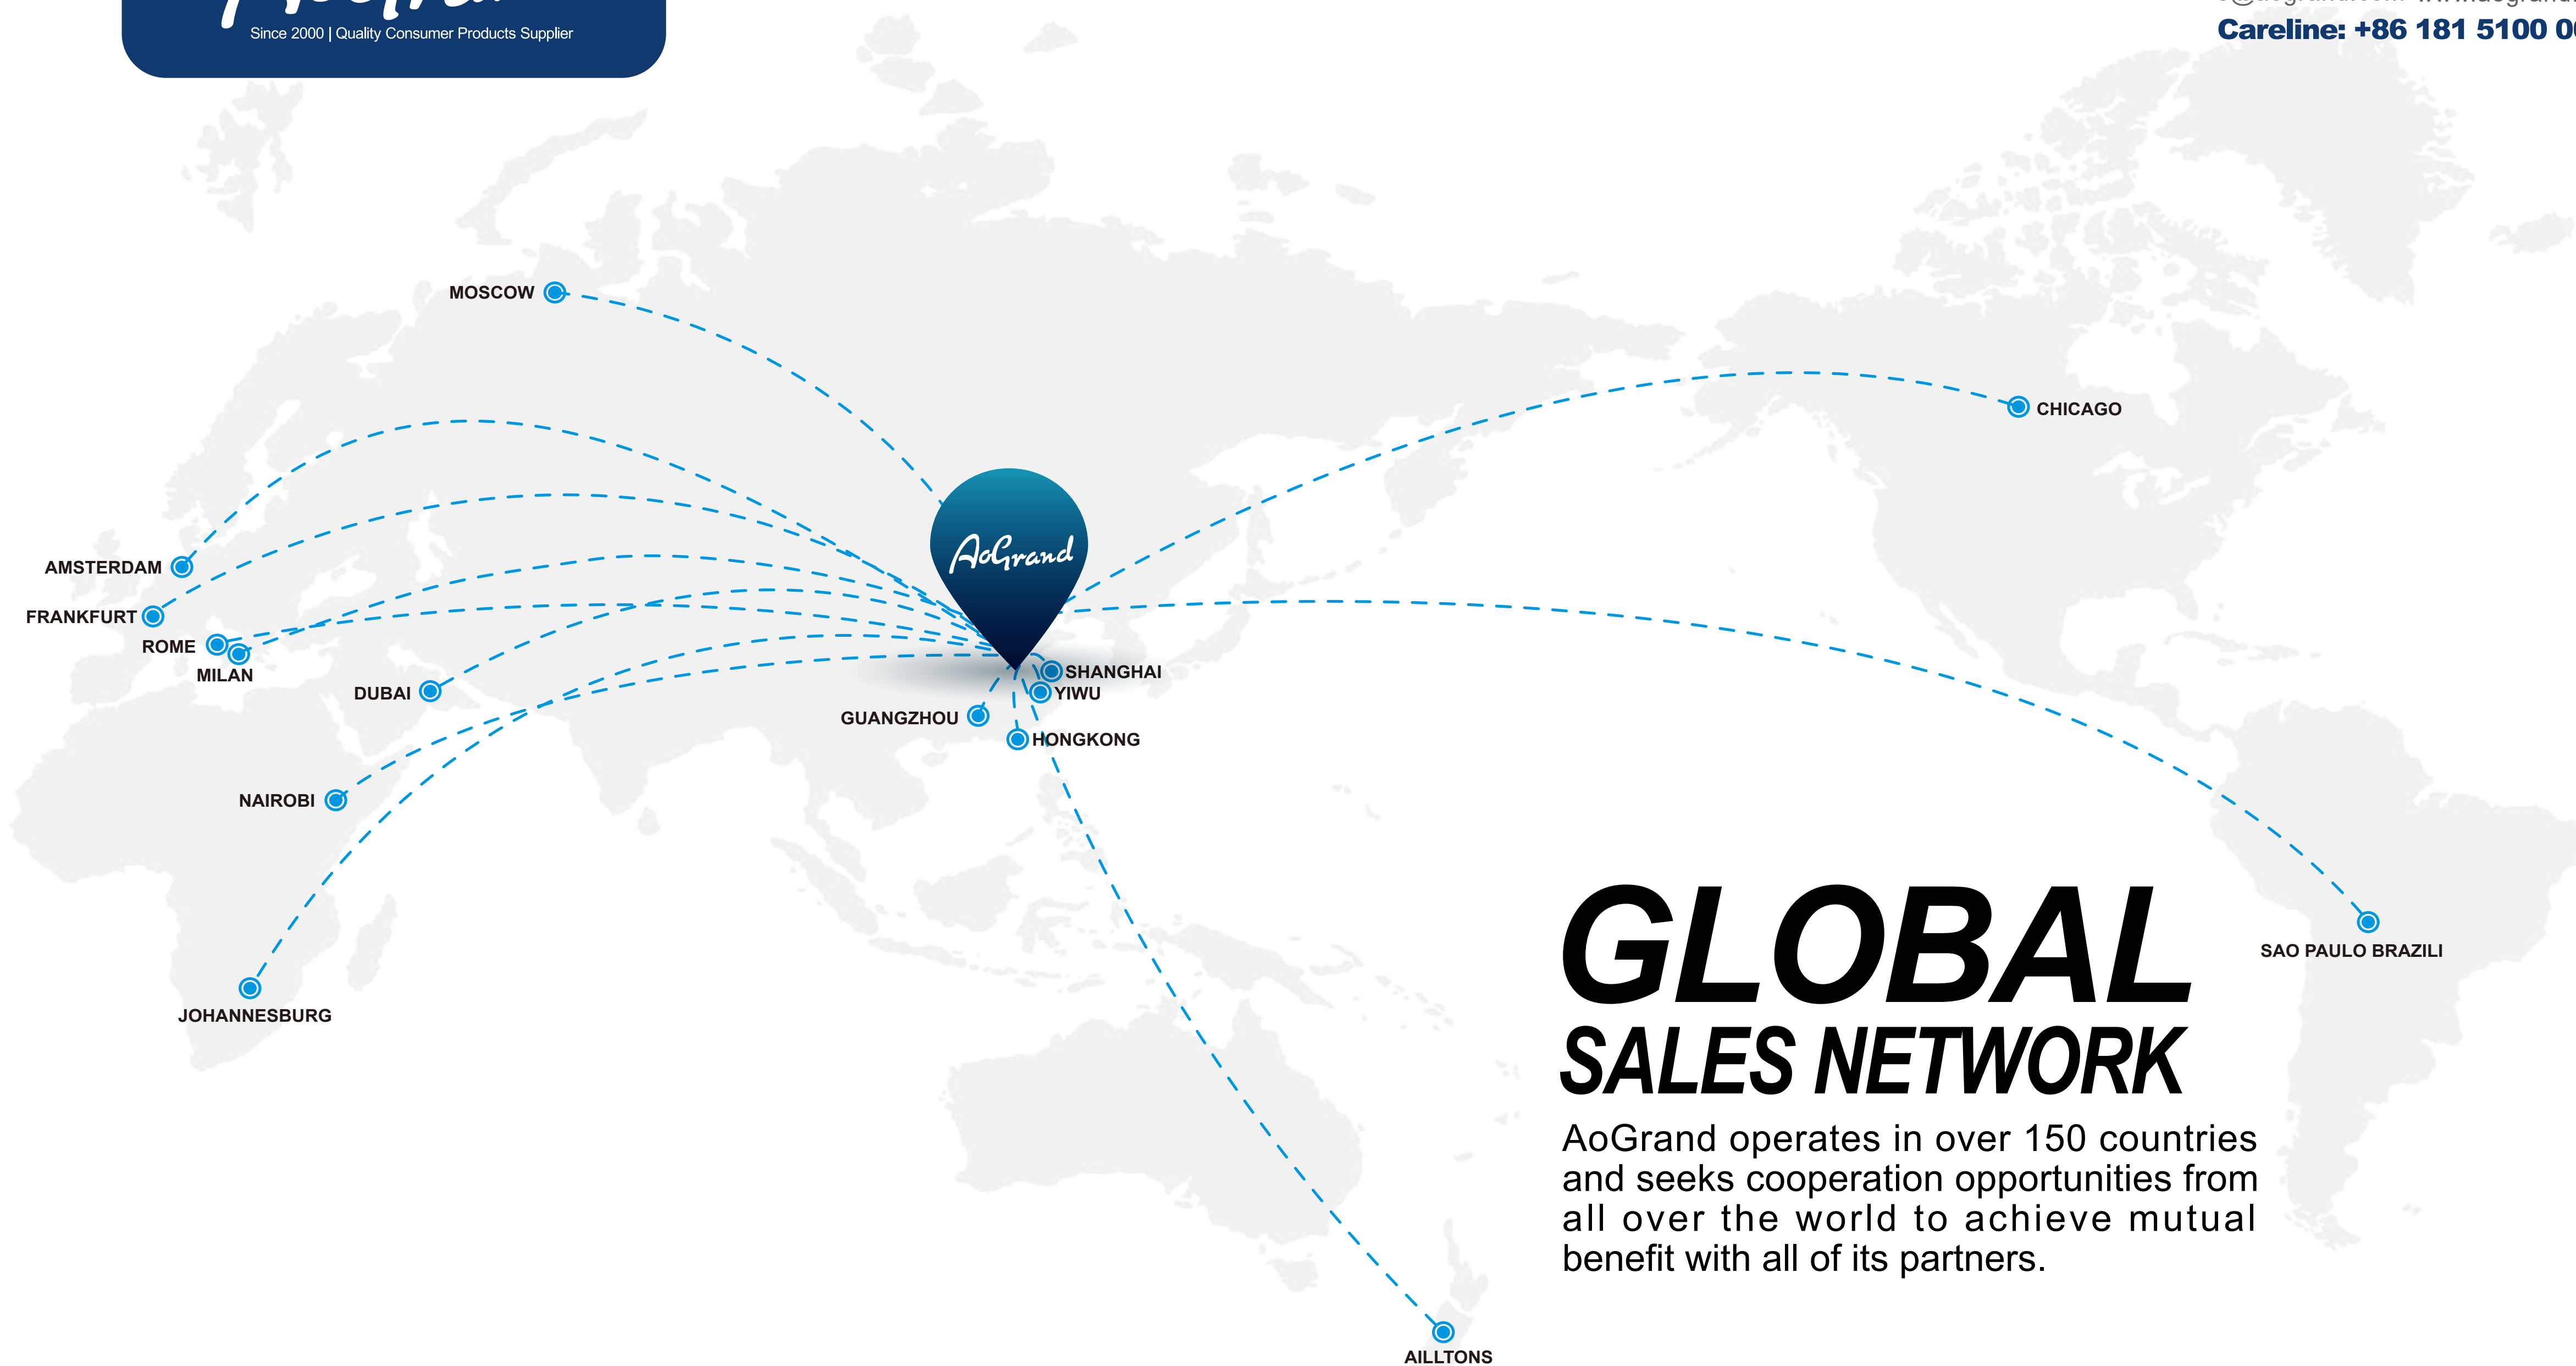 Since 2000 | Quality Consumer Products Supplier
Careline: +86 181 5100
MOSCOW
CHICAGO
AoGrand
AMSTERDAM
FRANKFURT
ROME
MILAN
DUBAI
SHANGHAI
YIWU
GUANGZHOU
HONGKONG
NAIROBI
JOHANNESBURG
SAO PAULO BRAZILI
GLOBAL
SALES NETWORK
AoGrand operates in over 150 countries
and seeks cooperation opportunities from
all over the world to achieve mutual
benefit with all of its partners.
AILLTONS